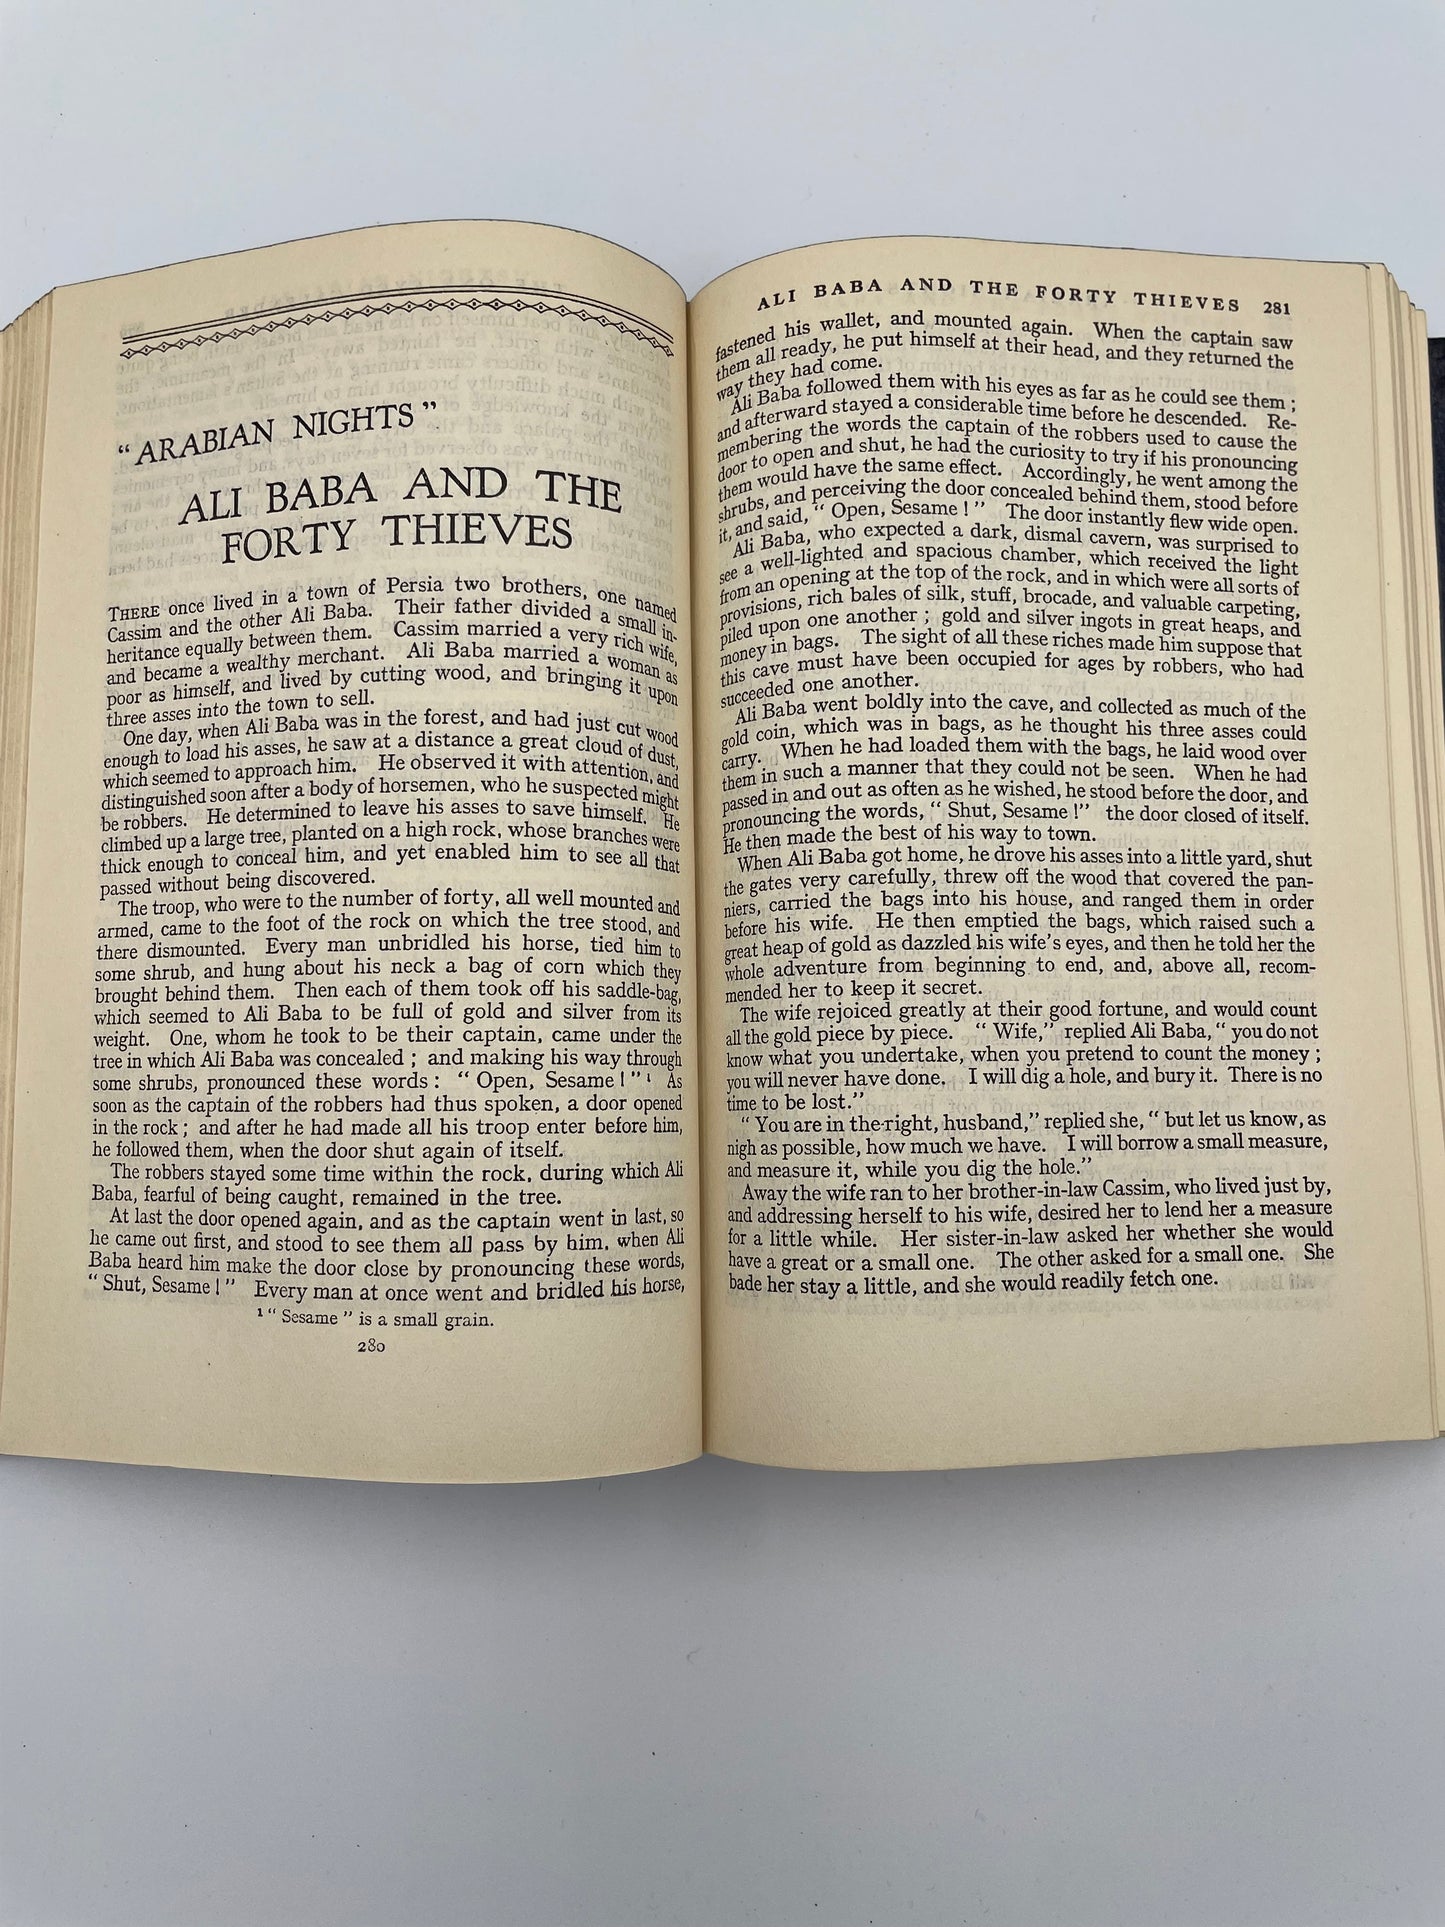 "ARABIAN NIGHTS"
ALI BABA AND THE
FORTY THIEVES
THERE once lived in a town of Persia two brothers, one named
Cassim and the other Ali Baba. Their father divided a small in-
heritance equally between them. Cassim married a very rich wife,
and became a wealthy merchant. Ali Baba married a woman as
poor as himself, and lived by cutting wood, and bringing it upon
three asses into the town to sell.
One day, when Ali Baba was in the forest, and had just cut wood
enough to load his asses, he saw at a distance a great cloud of dust,
which seemed to approach him. He observed it with attention, and
distinguished soon after a body of horsemen, who he suspected might
be robbers. He determined to leave his asses to save himself. He
climbed up a large tree, planted on a high rock, whose branches were
thick enough to conceal him, and yet enabled him to see all that
passed without being discovered.
The troop, who were to the number of forty, all well mounted and
armed, came to the foot of the rock on which the tree stood, and
there dismounted. Every man unbridled his horse, tied him to
some shrub, and hung about his neck a bag of corn which they
brought behind them. Then each of them took off his saddle-bag,
which seemed to Ali Baba to be full of gold and silver from its
weight. One, whom he took to be their captain, came under the
tree in which Ali Baba was concealed ; and making his way through
some shrubs, pronounced these words : " Open, Sesame ! " ¹ As
soon as the captain of the robbers had thus spoken, a door opened
in the rock ; and after he had made all his troop enter before him,
he followed them, when the door shut again of itself.
The robbers stayed some time within the rock, during which Ali
Baba, fearful of being caught, remained in the tree.
At last the door opened again, and as the captain went in last, so
he came out first, and stood to see them all pass by him, when Ali
Baba heard him make the door close by pronouncing these words,
" Shut, Sesame ! " Every man at once went and bridled his horse,
¹ " Sesame " is a small grain.
280
ALI BABA AND THE FORTY THIEVES 281
fastened his wallet, and mounted again. When the captain saw
them all ready, he put himself at their head, and they returned the
way they had come.
Ali Baba followed them with his eyes as far as he could see them ;
and afterward stayed a considerable time before he descended. Re-
membering the words the captain of the robbers used to cause the
door to open and shut, he had the curiosity to try if his pronouncing
them would have the same effect. Accordingly, he went among the
shrubs, and perceiving the door concealed behind them, stood before
it, and said, " Open, Sesame ! " The door instantly flew wide open.
Ali Baba, who expected a dark, dismal cavern, was surprised to
see a well-lighted and spacious chamber, which received the light
from an opening at the top of the rock, and in which were all sorts of
provisions, rich bales of silk, stuff, brocade, and valuable carpeting,
piled upon one another ; gold and silver ingots in great heaps, and
money in bags. The sight of all these riches made him suppose that
this cave must have been occupied for ages by robbers, who had
succeeded one another.
Ali Baba went boldly into the cave, and collected as much of the
gold coin, which was in bags, as he thought his three asses could
carry. When he had loaded them with the bags, he laid wood over
them in such a manner that they could not be seen. When he had
passed in and out as often as he wished, he stood before the door, and
pronouncing the words, " Shut, Sesame !" the door closed of itself.
He then made the best of his way to town.
When Ali Baba got home, he drove his asses into a little yard, shut
the gates very carefully, threw off the wood that covered the pan-
niers, carried the bags into his house, and ranged them in order
before his wife. He then emptied the bags, which raised such a
great heap of gold as dazzled his wife's eyes, and then he told her the
whole adventure from beginning to end, and, above all, recom-
mended her to keep it secret.
The wife rejoiced greatly at their good fortune, and would count
all the gold piece by piece. " Wife," replied Ali Baba, " you do not
know what you undertake, when you pretend to count the money ;
you will never have done. I will dig a hole, and bury it. There is no
time to be lost."
" You are in the right, husband," replied she, " but let us know, as
nigh as possible, how much we have. I will borrow a small measure,
and measure it, while you dig the hole."
Away the wife ran to her brother-in-law Cassim, who lived just by,
and addressing herself to his wife, desired her to lend her a measure
for a little while. Her sister-in-law asked her whether she would
have a great or a small one. The other asked for a small one. She
bade her stay a little, and she would readily fetch one.